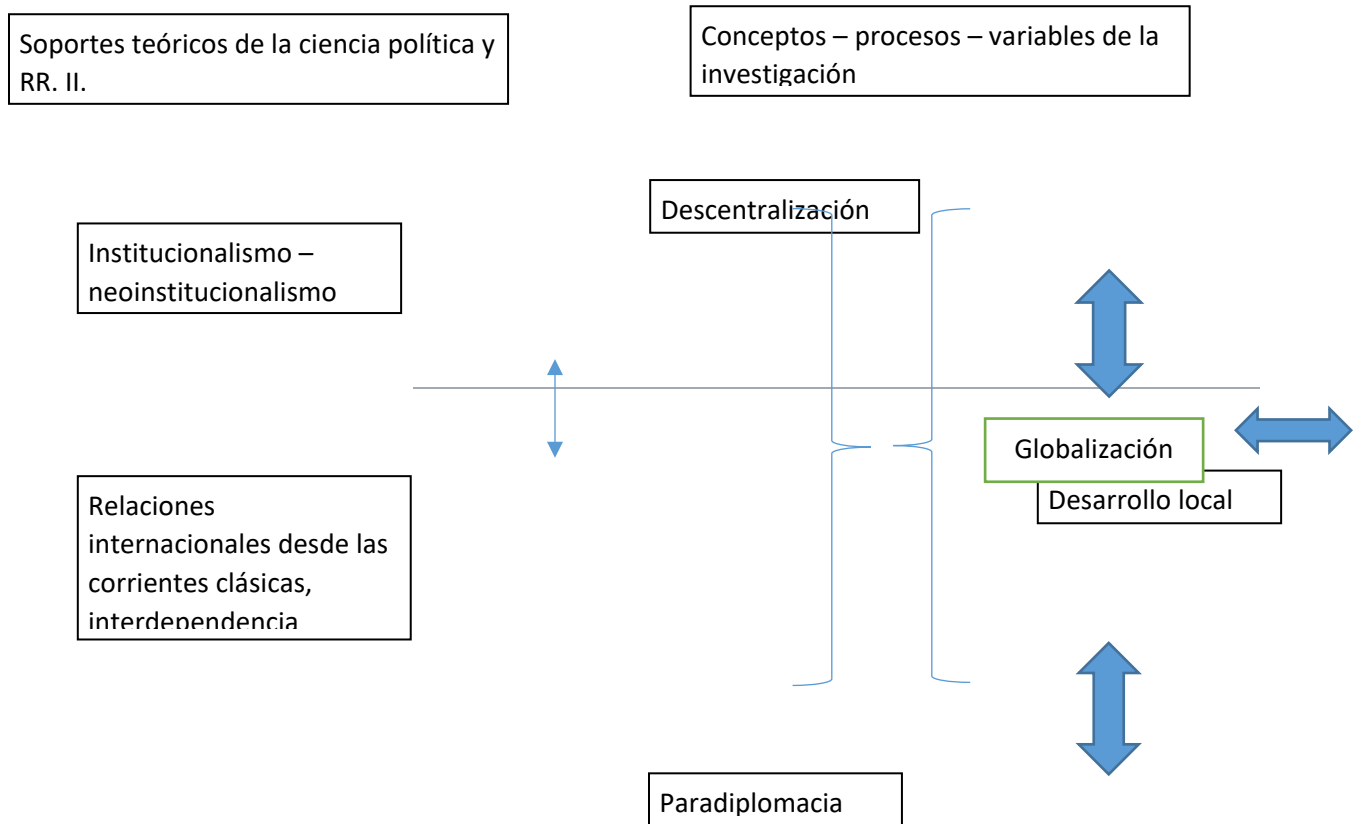 Soportes teóricos de la ciencia política y
RR. II.
Conceptos – procesos – variables de la
investigación
Descentralización
Institucionalismo –
neoinstitucionalismo
Globalización
Desarrollo local
Relaciones
internacionales desde las
corrientes clásicas,
interdependencia
Paradiplomacia